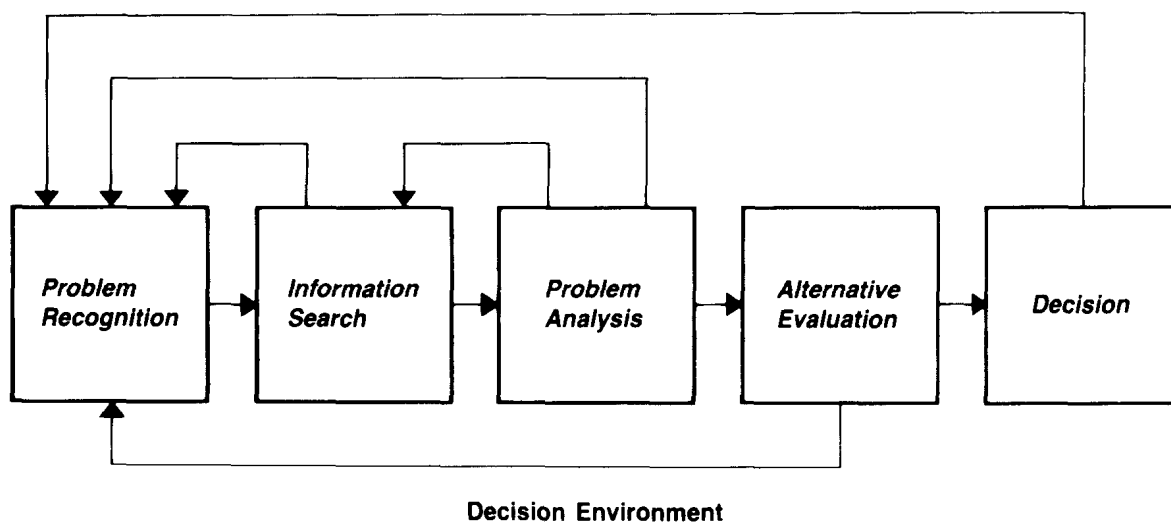 Problem
Recognition
Information
Search
Problem
Analysis
Alternative
Evaluation
Decision
Decision Environment